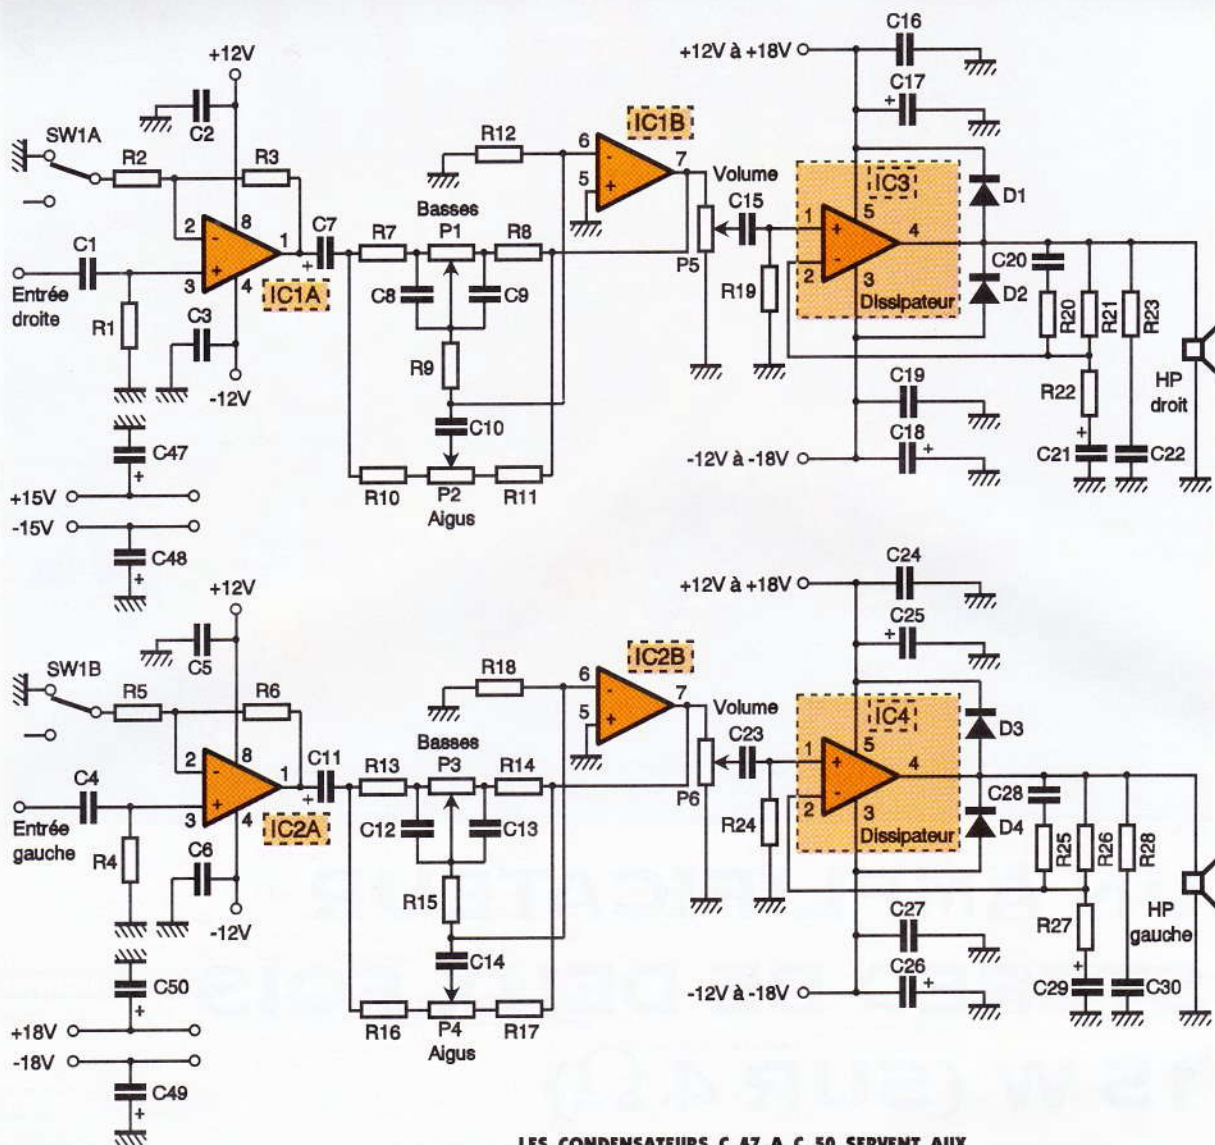 +12V
C2
SW1A
R2
R3
2
-
8
1
C1
+
3
4
Entrée
droite
R1
C3
-12V
IC1A
C7
+
R7
Basses
P1
R8
C8
C9
R9
C10
R10
P2
R11
Aigus
R12
6
-
5
+
7
IC1B
Volume
P5
C15
R19
+12V à +18V
C16
C17
+
IC3
1
+
5
4
-
2
3
Dissipateur
D1
D2
C20
R20
R21
R23
R22
+
C21
C22
HP
droit
C19
C18
+
-12V à -18V
C47
+
+15V
-15V
C48
+
+12V
C5
SW1B
R5
R6
2
-
8
1
C4
+
3
4
Entrée
gauche
R4
C6
-12V
IC2A
C11
+
R13
Basses
P3
R14
C12
C13
R15
C14
R16
P4
R17
Aigus
R18
6
-
5
+
7
IC2B
Volume
P6
C23
R24
+12V à +18V
C24
C25
+
IC4
1
+
5
4
-
2
3
Dissipateur
D3
D4
C28
R25
R26
R28
R27
+
C29
C30
HP
gauche
C27
C26
+
-12V à -18V
C50
+
+18V
-18V
C49
+
LES CONDENSATEURS C 47 A C 50 SERVENT AUX